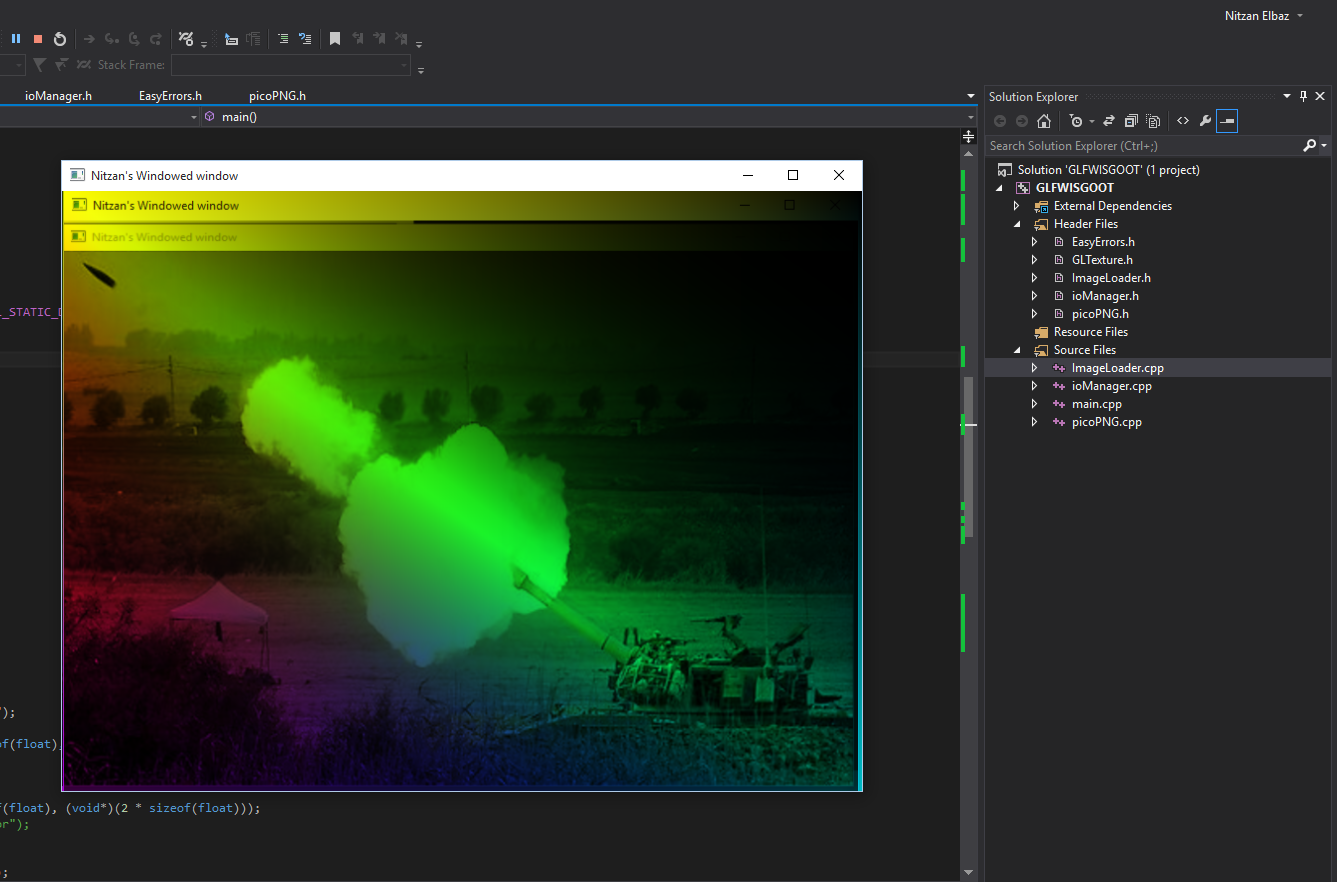 Nitzan Elbaz
Stack Frame:
ioManager.h EasyErrors.h picoPNG.h
main()
Solution Explorer
Search Solution Explorer (Ctrl+;)
Solution 'GLFWISGOOT' (1 project)
GLFWISGOOT
External Dependencies
Header Files
EasyErrors.h
GLTexture.h
ImageLoader.h
ioManager.h
picoPNG.h
Resource Files
Source Files
ImageLoader.cpp
ioManager.cpp
main.cpp
picoPNG.cpp
Nitzan's Windowed window
Nitzan's Windowed window
Nitzan's Windowed window
_STATIC_D
");
of(float),
f(float), (void*)(2 * sizeof(float)));
or");
;